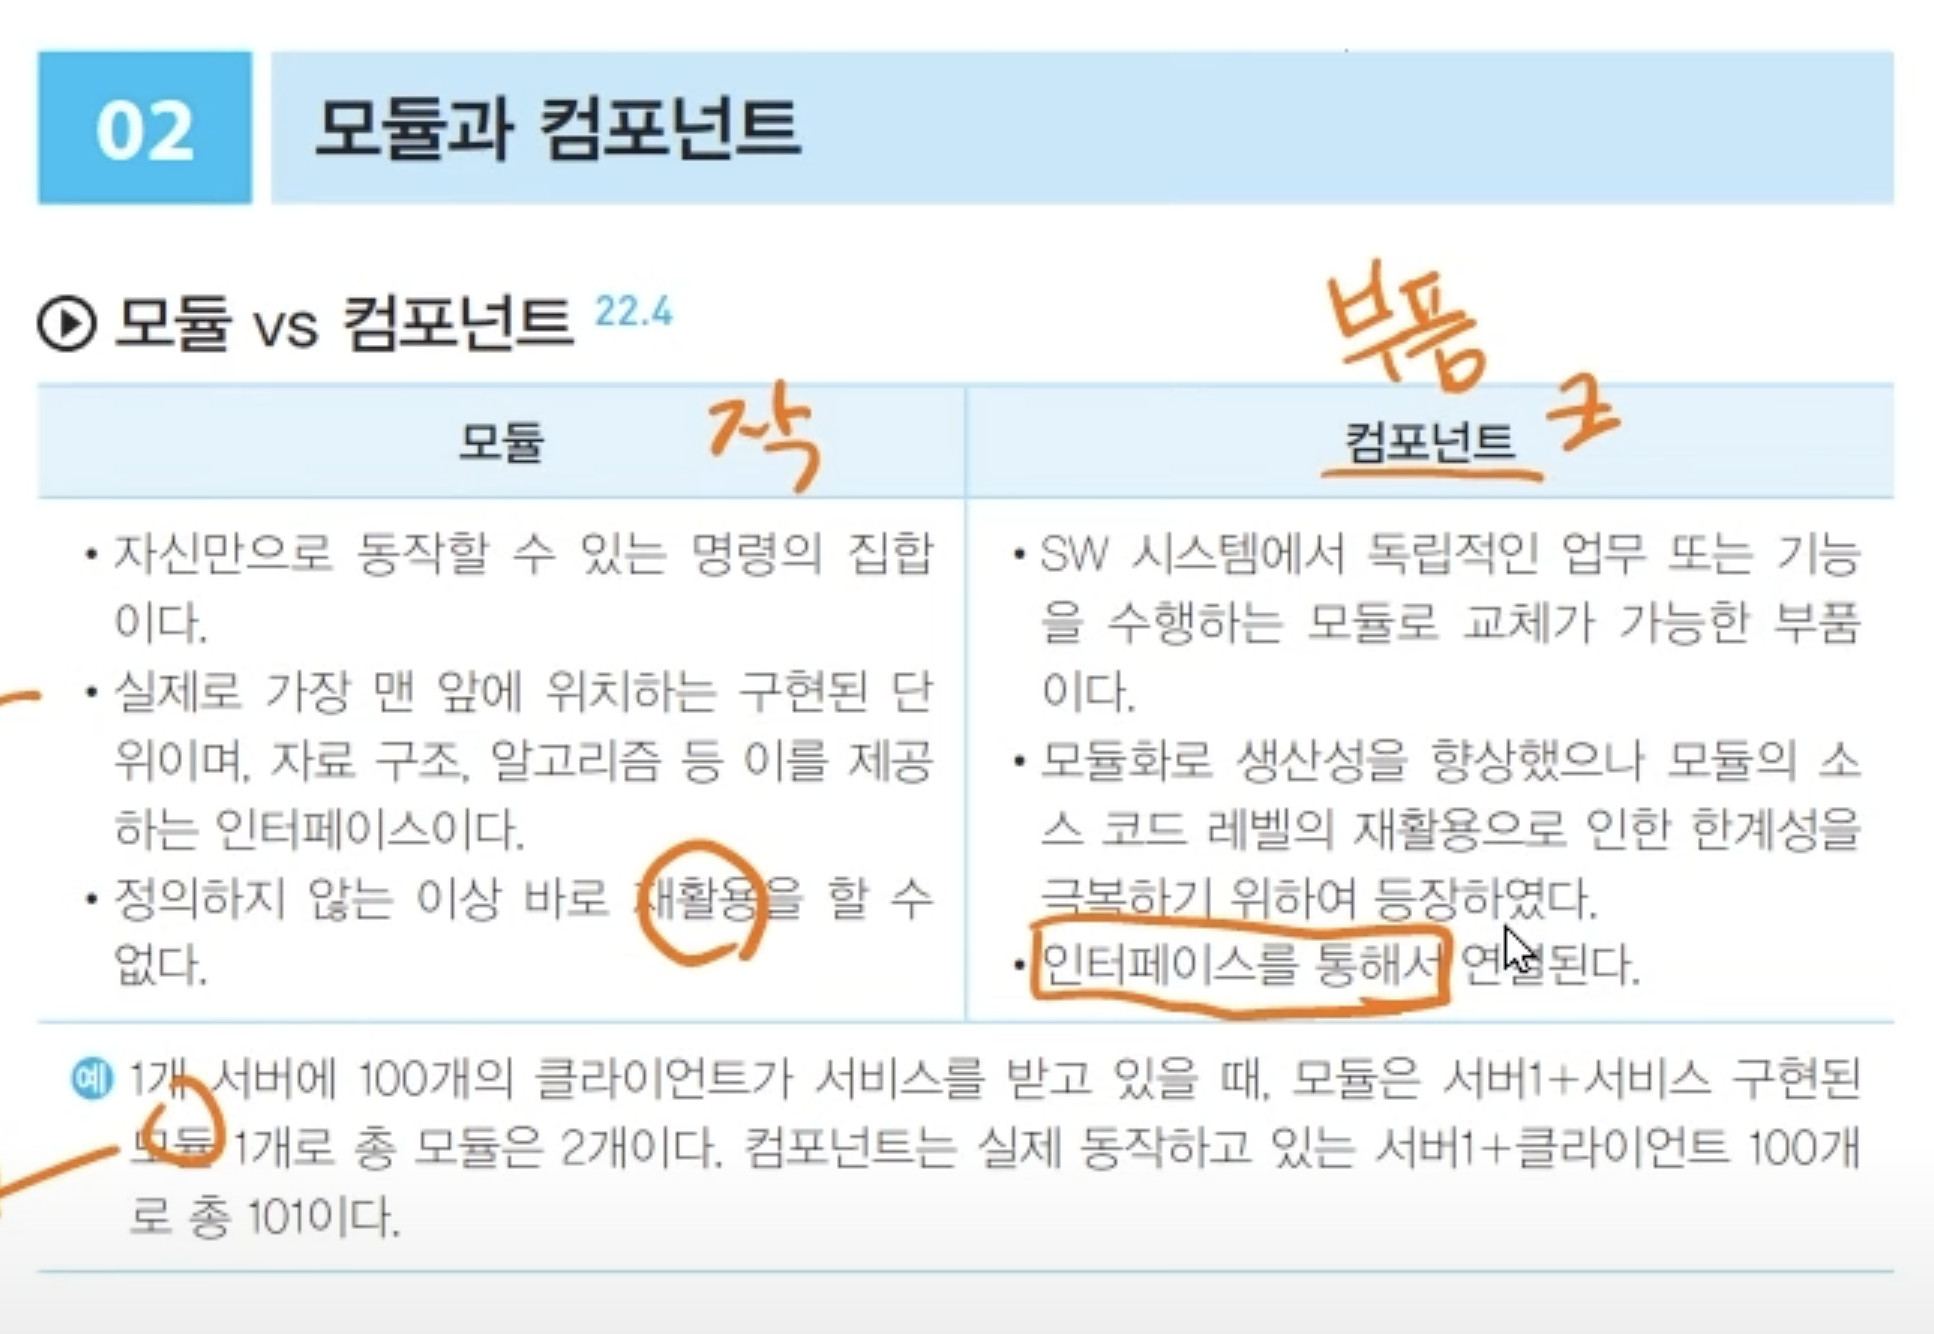 02 모듈과 컴포넌트
모듈 vs 컴포넌트 22.4
부품
모듈 작
컴포넌트 크
• 자신만으로 동작할 수 있는 명령의 집합
이다.
• 실제로 가장 맨 앞에 위치하는 구현된 단
위이며, 자료 구조, 알고리즘 등 이를 제공
하는 인터페이스이다.
• 정의하지 않는 이상 바로 재활용을 할 수
없다.
• SW 시스템에서 독립적인 업무 또는 기능
을 수행하는 모듈로 교체가 가능한 부품
이다.
• 모듈화로 생산성을 향상했으나 모듈의 소
스 코드 레벨의 재활용으로 인한 한계성을
극복하기 위하여 등장하였다.
• 인터페이스를 통해서 연결된다.
예 1개 서버에 100개의 클라이언트가 서비스를 받고 있을 때, 모듈은 서버1+서비스 구현된
모듈 1개로 총 모듈은 2개이다. 컴포넌트는 실제 동작하고 있는 서버1+클라이언트 100개
로 총 101이다.